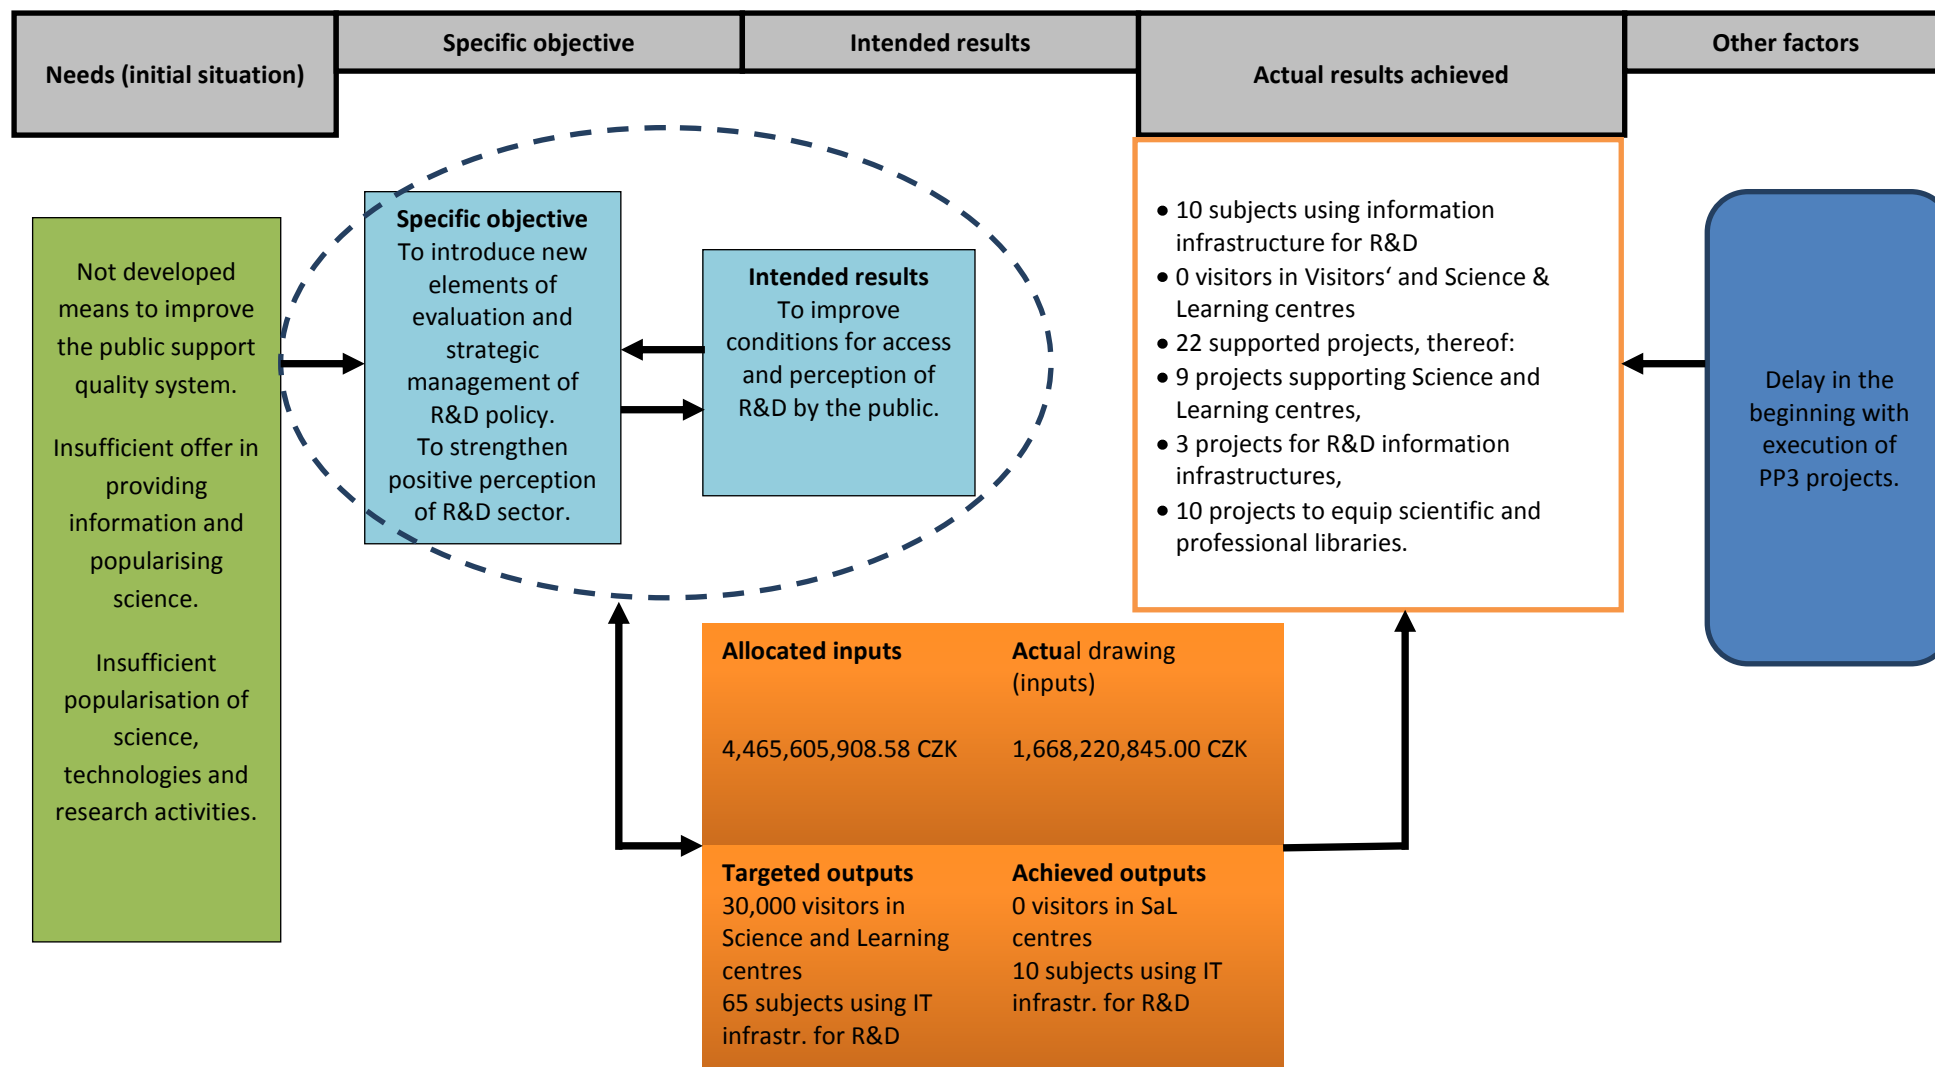 Needs (initial situation)
Specific objective
Intended results
Actual results achieved
Other factors
Not developed
means to improve
the public support
quality system.
Insufficient offer in
providing
information and
popularising
science.
Insufficient
popularisation of
science,
technologies and
research activities.
Specific objective
To introduce new
elements of
evaluation and
strategic
management of
R&D policy.
To strengthen
positive perception
of R&D sector.
Intended results
To improve
conditions for access
and perception of
R&D by the public.
• 10 subjects using information
infrastructure for R&D
• 0 visitors in Visitors‘ and Science &
Learning centres
• 22 supported projects, thereof:
• 9 projects supporting Science and
Learning centres,
• 3 projects for R&D information
infrastructures,
• 10 projects to equip scientific and
professional libraries.
Delay in the
beginning with
execution of
PP3 projects.
Allocated inputs
4,465,605,908.58 CZK
Actual drawing
(inputs)
1,668,220,845.00 CZK
Targeted outputs
30,000 visitors in
Science and Learning
centres
65 subjects using IT
infrastr. for R&D
Achieved outputs
0 visitors in SaL
centres
10 subjects using IT
infrastr. for R&D